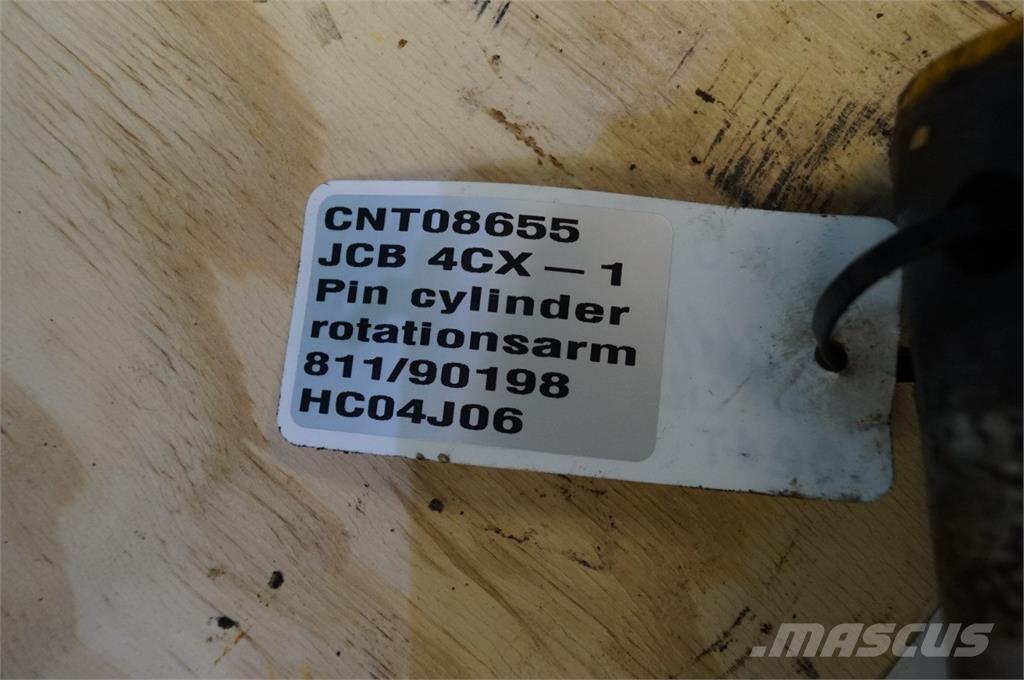 CNT08655
JCB 4CX – 1
Pin cylinder
rotationsarm
811/90198
HC04J06
.MASCUS